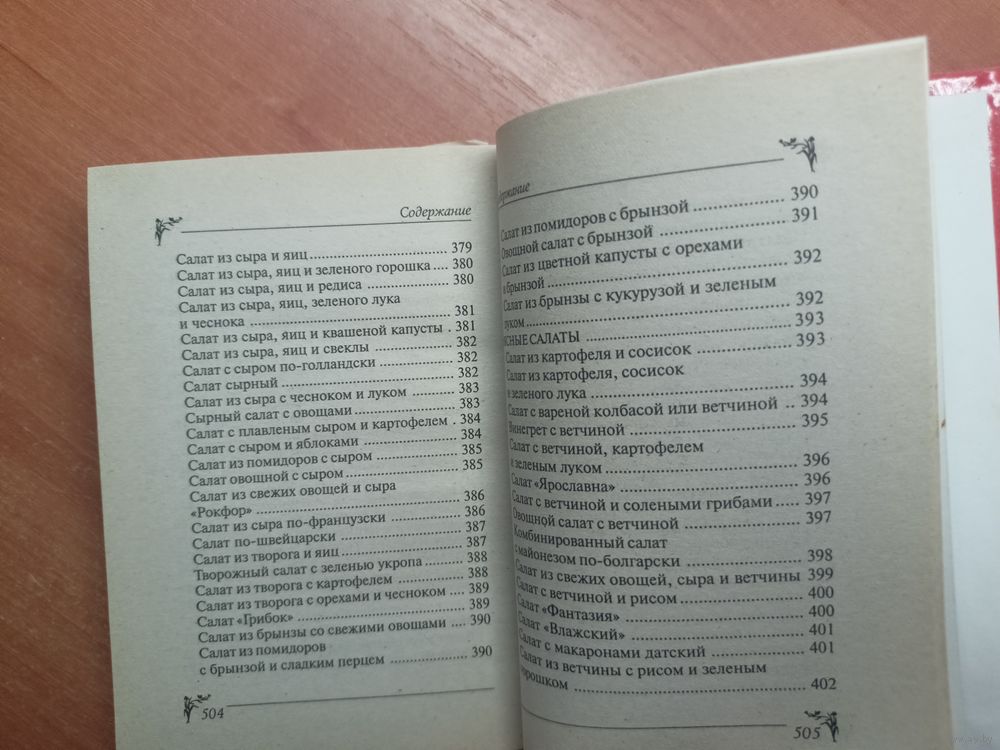 Содержание
Салат из сыра и яиц 379
Салат из сыра, яиц и зеленого горошка 380
Салат из сыра, яиц и редиса 380
Салат из сыра, яиц, зеленого лука
и чеснока 381
Салат из сыра, яиц и квашеной капусты 381
Салат из сыра, яиц и свеклы 382
Салат с сыром по-голландски 382
Салат сырный 382
Салат из сыра с чесноком и луком 383
Сырный салат с овощами 383
Салат с плавленым сыром и картофелем 384
Салат с сыром и яблоками 384
Салат из помидоров с сыром 385
Салат овощной с сыром 385
Салат из свежих овощей и сыра
«Рокфор» 386
Салат из сыра по-французски 386
Салат по-швейцарски 387
Салат из творога и яиц 387
Творожный салат с зеленью укропа 388
Салат из творога с картофелем 388
Салат из творога с орехами и чесноком 389
Салат «Грибок» 389
Салат из брынзы со свежими овощами 390
Салат из помидоров
с брынзой и сладким перцем 390
504
держание
Салат из помидоров с брынзой 390
Овощной салат с брынзой 391
Салат из цветной капусты с орехами
и брынзой 392
Салат из брынзы с кукурузой и зеленым
луком 392
СНЫЕ САЛАТЫ 393
Салат из картофеля и сосисок 393
Салат из картофеля, сосисок
и зеленого лука 394
Салат с вареной колбасой или ветчиной 394
Винегрет с ветчиной 395
Салат с ветчиной, картофелем
и зеленым луком 396
Салат «Ярославна» 396
Салат с ветчиной и солеными грибами 397
Овощной салат с ветчиной 397
Комбинированный салат
с майонезом по-болгарски 398
Салат из свежих овощей, сыра и ветчины 399
Салат с ветчиной и рисом 400
Салат «Фантазия» 400
Салат «Влажский» 401
Салат с макаронами датский 401
Салат из ветчины с рисом и зеленым
горошком 402
505